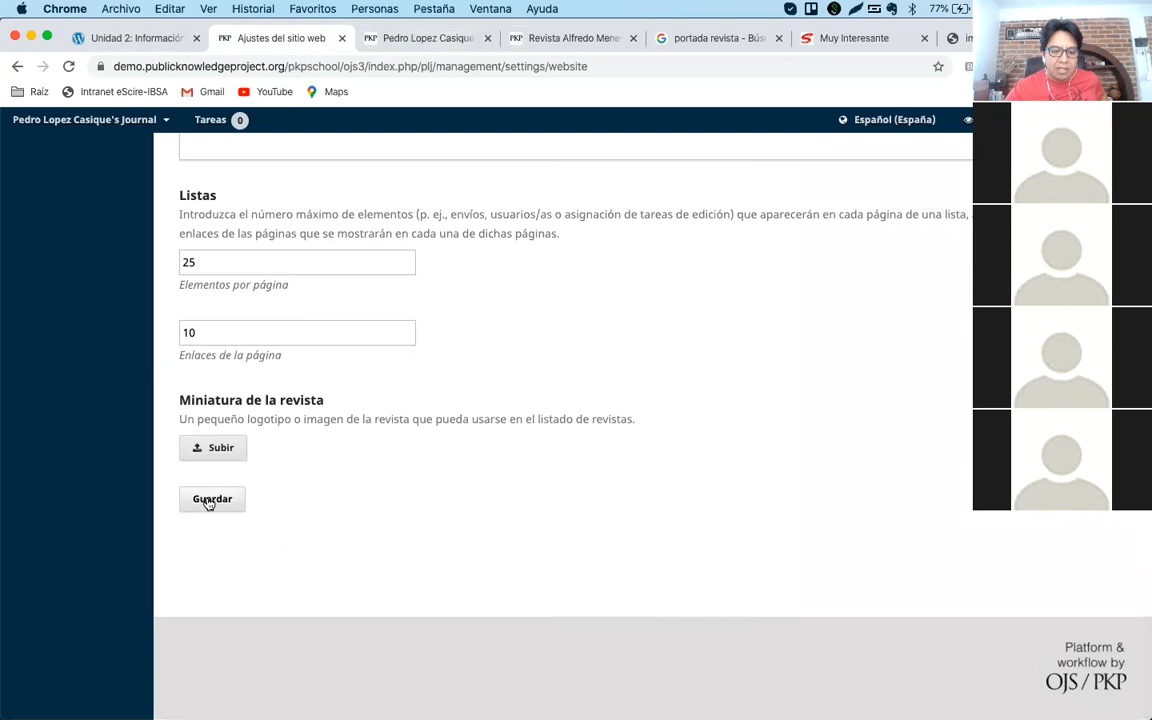 Chrome Archivo Editar Ver Historial Favoritos Personas Pestaña Ventana Ayuda 77%
Unidad 2: Informació
PKP Ajustes del sitio web
PKP ez Casique
PKP Revista Alfredo Mene
portada revista - Bús
Muy Interesante
demo.publicknowledgeproject.org/pkpschool/ojs3/index.php/plj/management/settings/website
Raíz Intranet eScire-IBSA Gmail YouTube Maps
Pedro Lopez Casique's Journal Tareas 0 Español (España)
Listas
Introduzca el número máximo de elementos (p. ej., envíos, usuarios/as o asignación de tareas de edición) que aparecerán en cada página de una lista,
enlaces de las páginas que se mostrarán en cada una de dichas páginas.
25
Elementos por página
10
Enlaces de la página
Miniatura de la revista
Un pequeño logotipo o imagen de la revista que pueda usarse en el listado de revistas.
Subir
Guardar
Platform &
workflow by
OJS / PKP